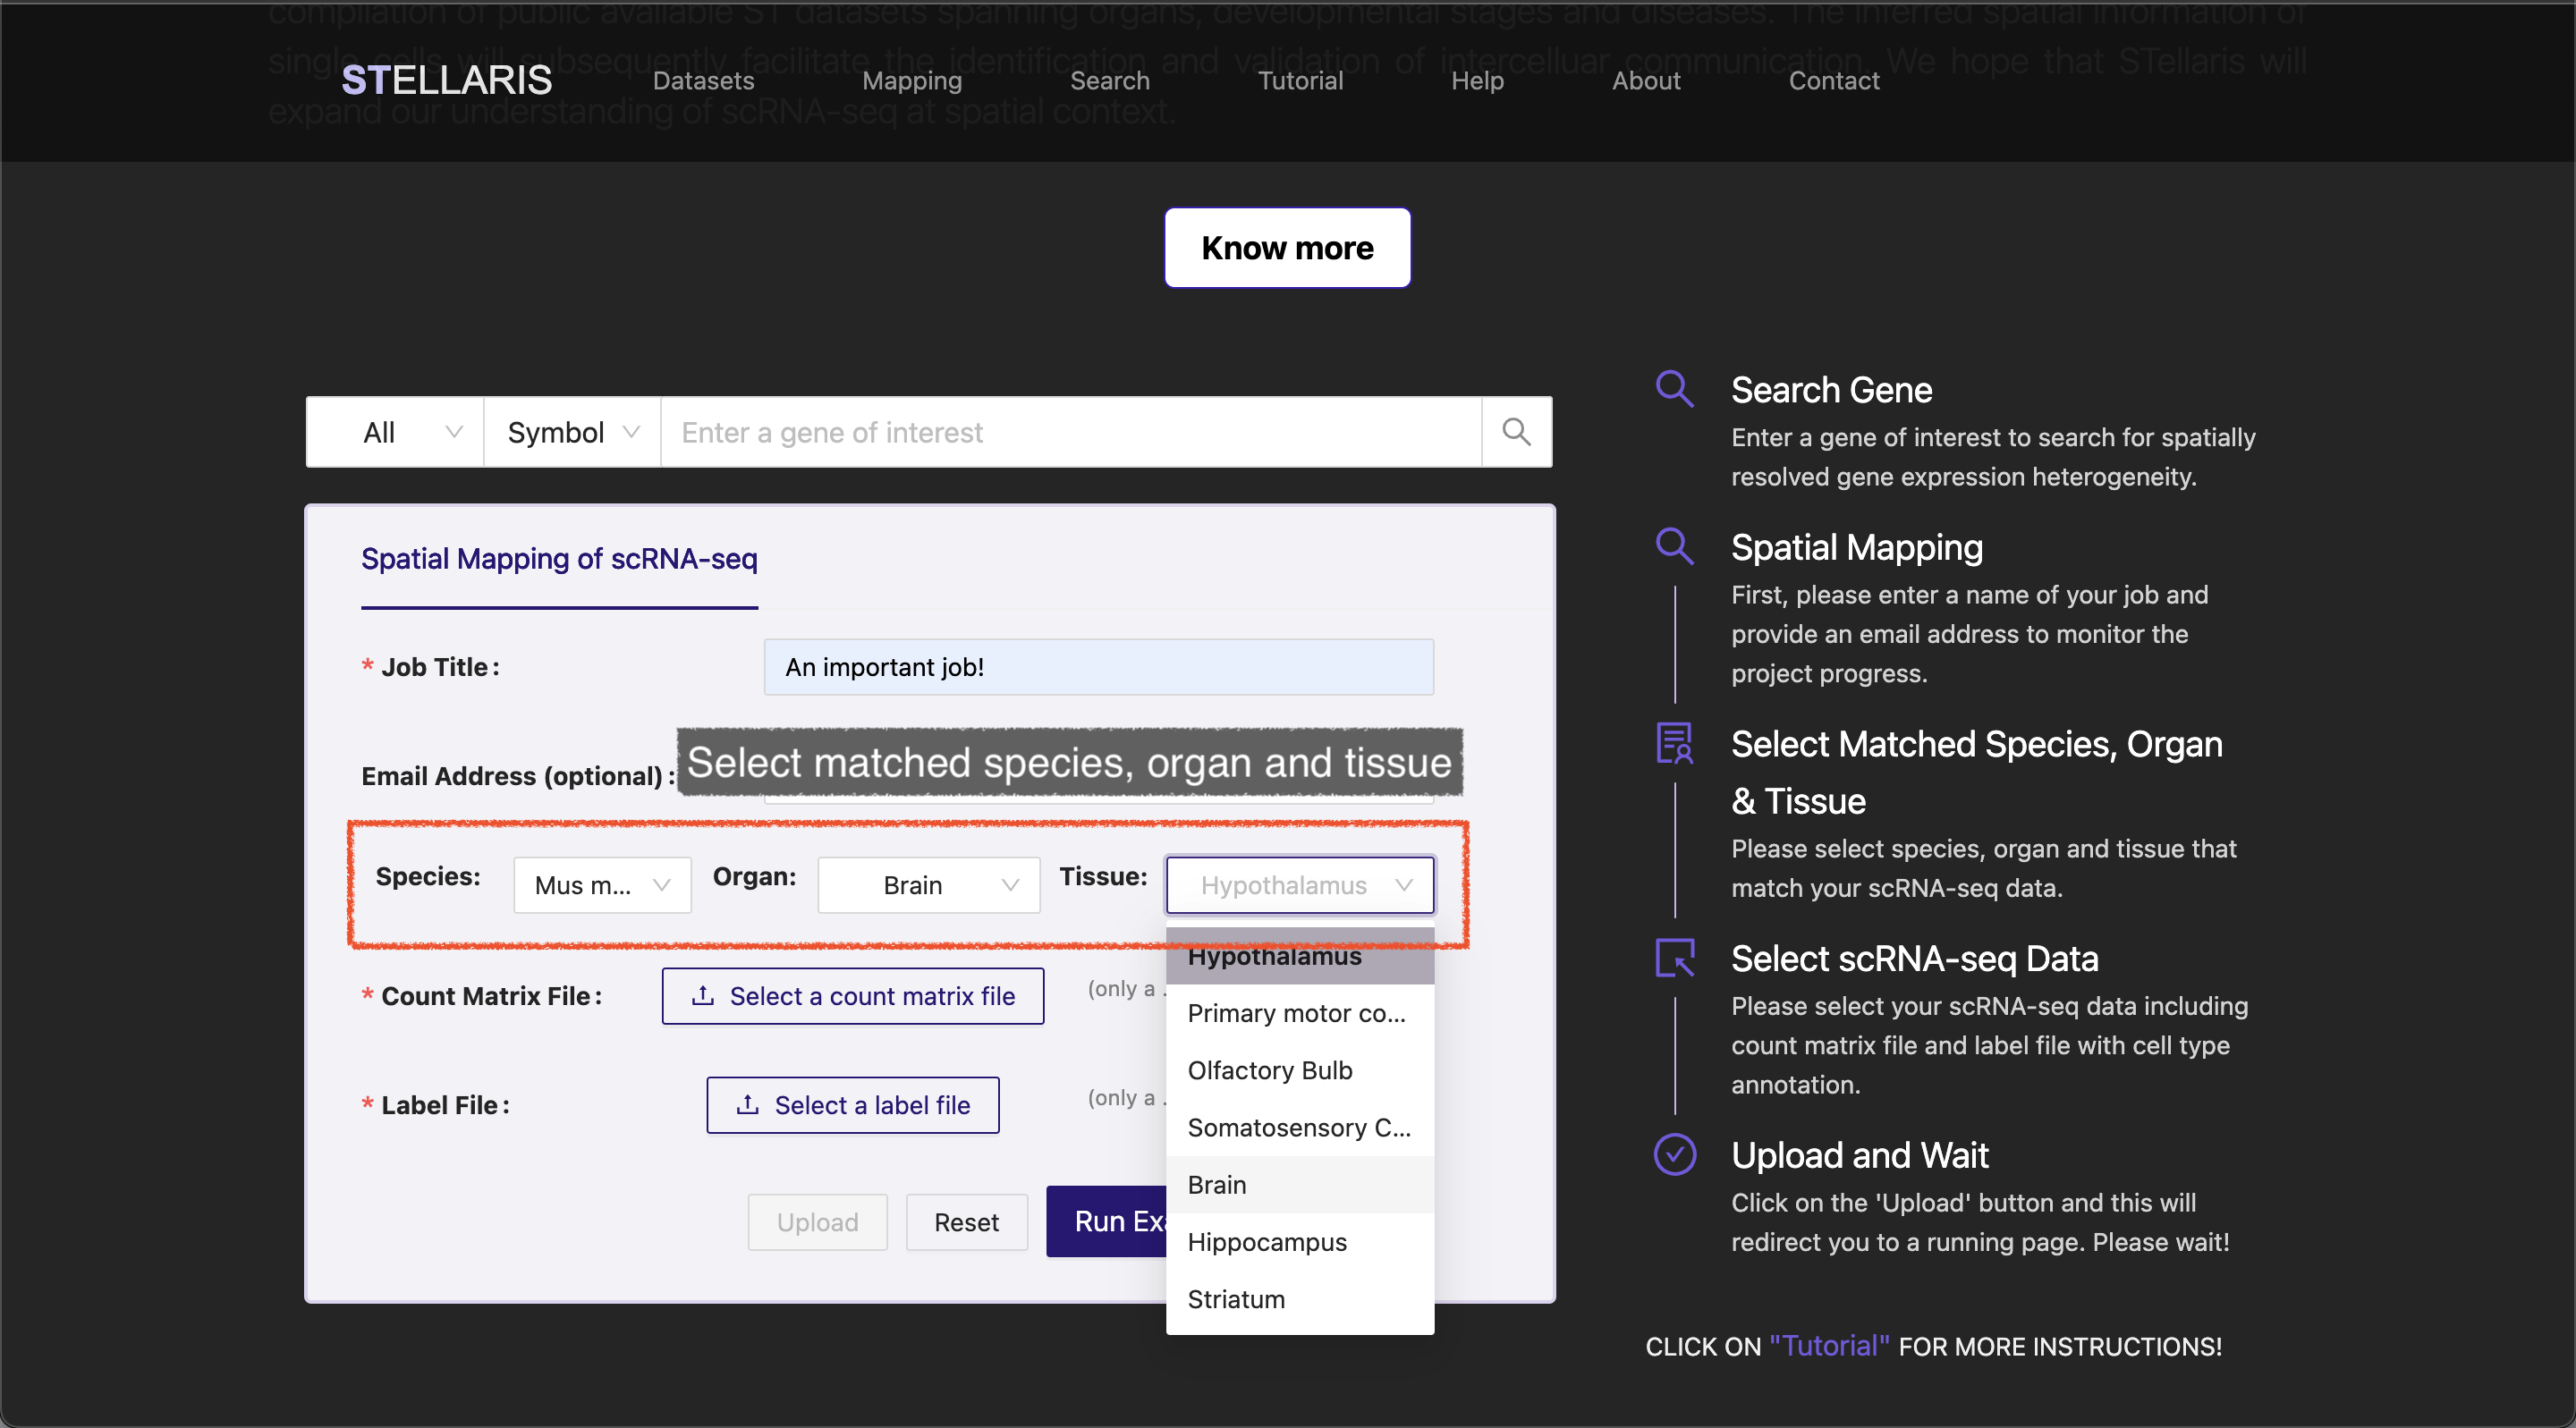 compilation of public available ST datasets spanning organs, developmental stages and diseases. The inferred spatial information of
single cells will subsequently facilitate the identification and validation of intercelluar communication. We hope that STellaris will
expand our understanding of scRNA-seq at spatial context.
STELLARIS
Datasets
Mapping
Search
Tutorial
Help
About
Contact
Know more
All
Symbol
Enter a gene of interest
Spatial Mapping of scRNA-seq
* Job Title :
An important job!
Email Address (optional) :
Select matched species, organ and tissue
Species:
Mus m...
Organ:
Brain
Tissue:
Hypothalamus
Hypothalamus
Primary motor co...
Olfactory Bulb
Somatosensory C...
Brain
Hippocampus
Striatum
* Count Matrix File :
Select a count matrix file
(only a .
* Label File :
Select a label file
(only a .
Upload
Reset
Run Exa
Search Gene
Enter a gene of interest to search for spatially
resolved gene expression heterogeneity.
Spatial Mapping
First, please enter a name of your job and
provide an email address to monitor the
project progress.
Select Matched Species, Organ
& Tissue
Please select species, organ and tissue that
match your scRNA-seq data.
Select scRNA-seq Data
Please select your scRNA-seq data including
count matrix file and label file with cell type
annotation.
Upload and Wait
Click on the 'Upload' button and this will
redirect you to a running page. Please wait!
CLICK ON "Tutorial" FOR MORE INSTRUCTIONS!